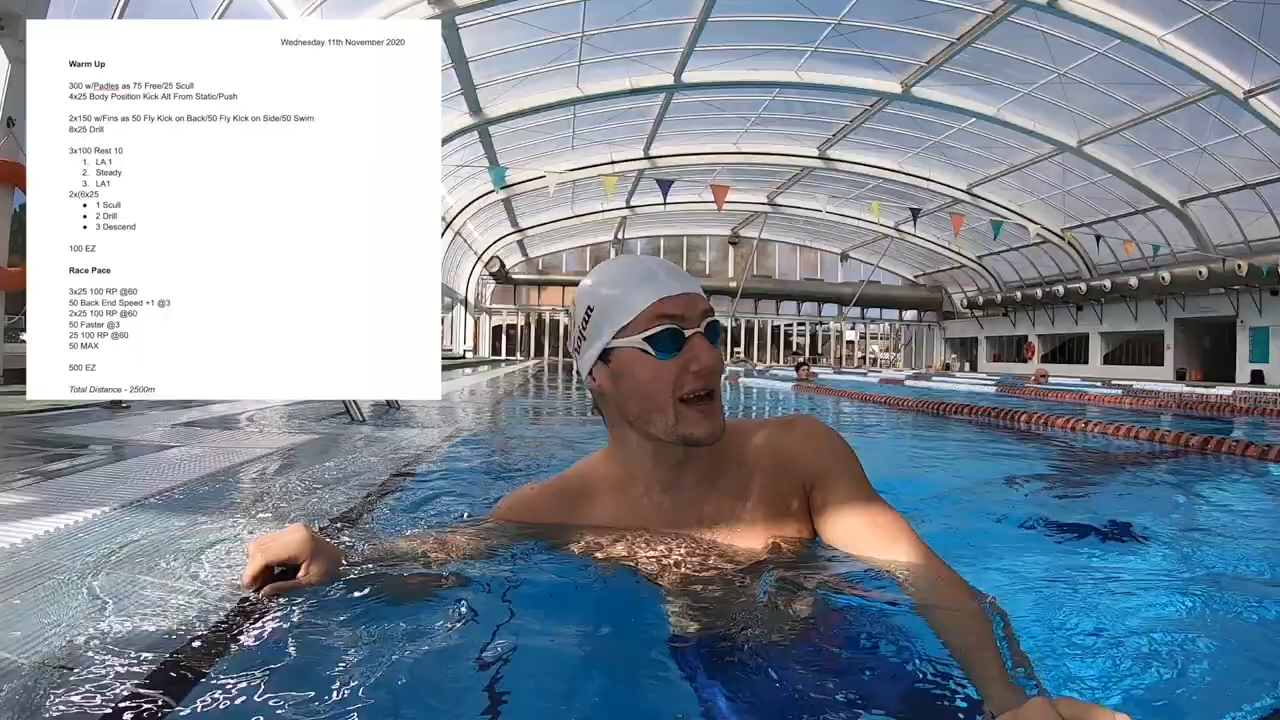 Wednesday 11th November 2020
Warm Up
300 w/Padles as 75 Free/25 Scull
4x25 Body Position Kick Alt From Static/Push
2x150 w/Fins as 50 Fly Kick on Back/50 Fly Kick on Side/50 Swim
8x25 Drill
3x100 Rest 10
1. LA 1
2. Steady
3. LA1
2x(6x25
● 1 Scull
● 2 Drill
● 3 Descend
100 EZ
Race Pace
3x25 100 RP @60
50 Back End Speed +1 @3
2x25 100 RP @60
50 Faster @3
25 100 RP @60
50 MAX
500 EZ
Total Distance - 2500m